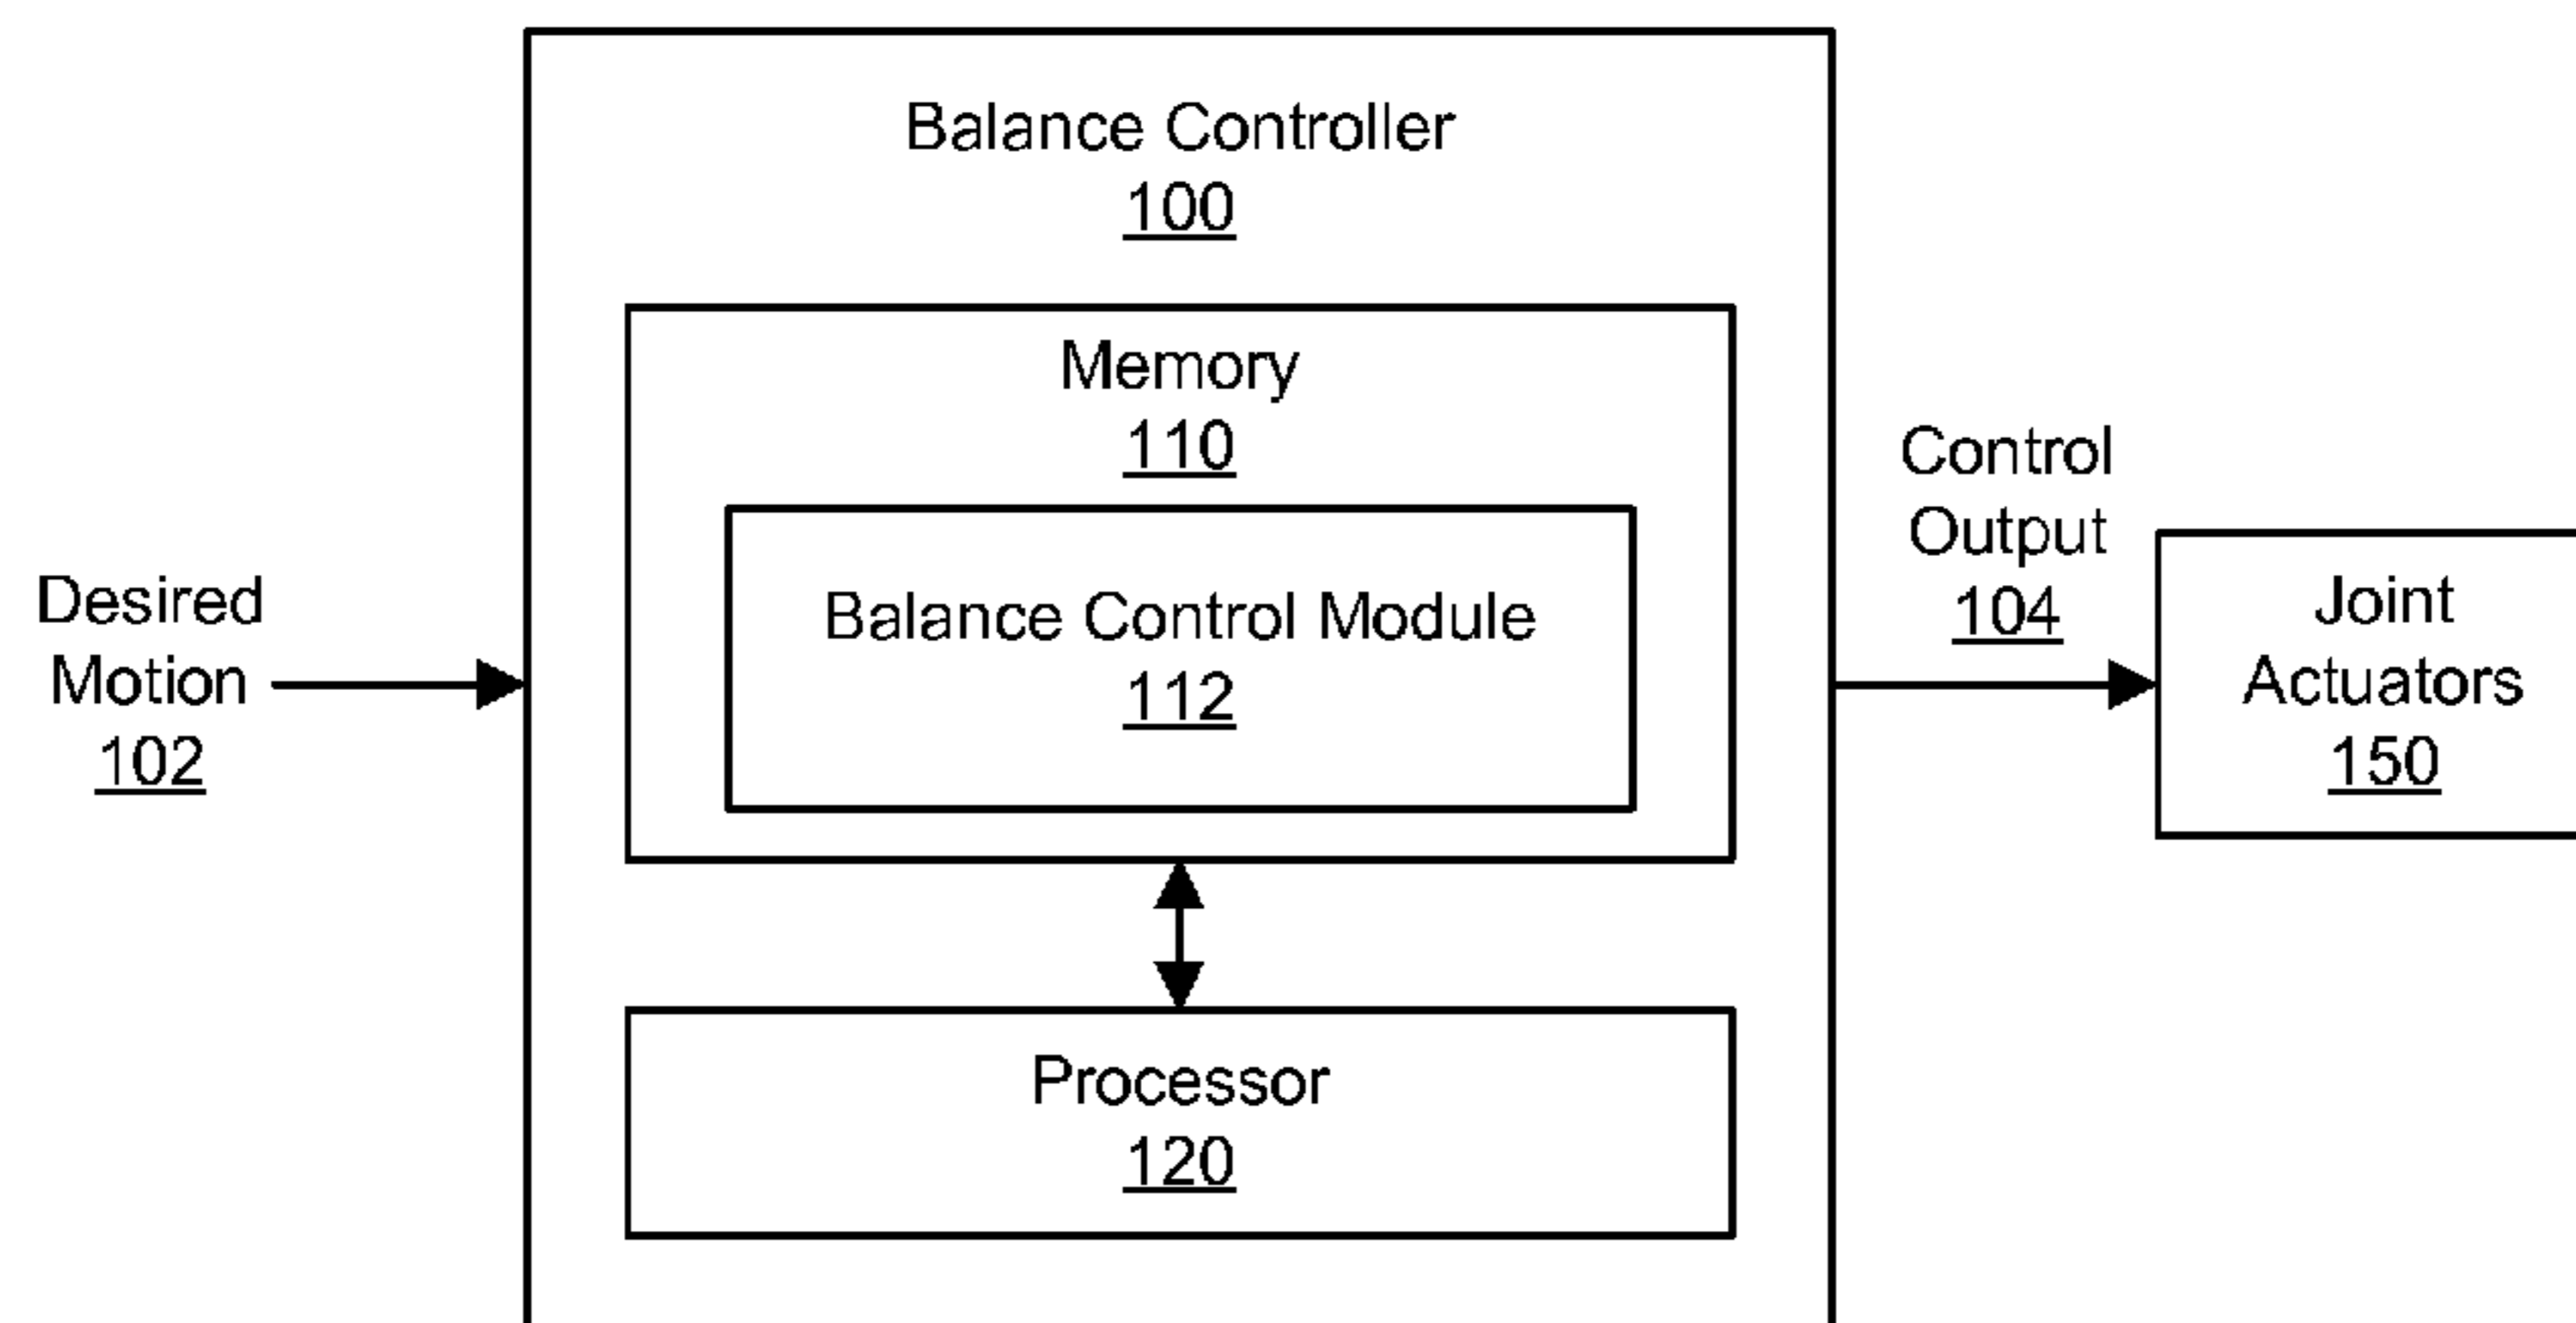 Balance Controller
100
Memory
110
Balance Control Module
112
Processor
120
Desired
Motion
102
Control
Output
104
Joint
Actuators
150